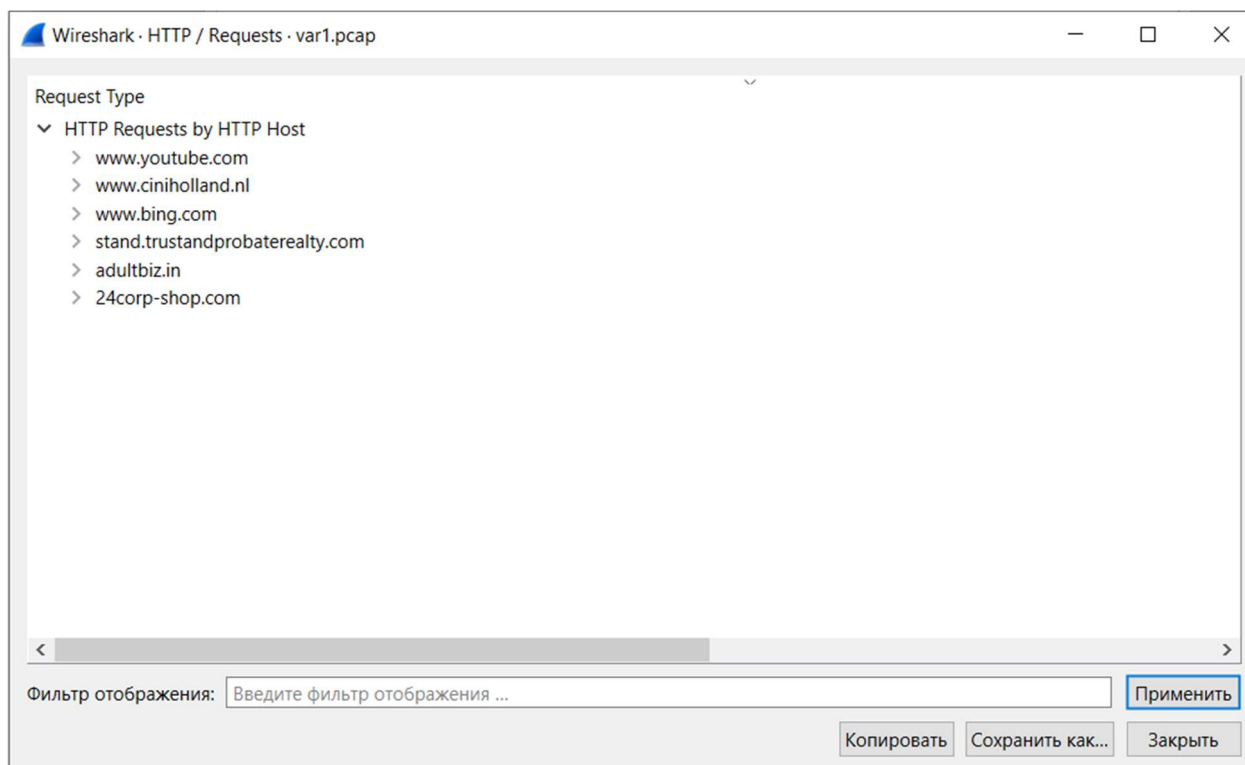 Wireshark · HTTP / Requests · var1.pcap
Request Type
HTTP Requests by HTTP Host
www.youtube.com
www.ciniholland.nl
www.bing.com
stand.trustandprobaterealty.com
adultbiz.in
24corp-shop.com
Фильтр отображения: Введите фильтр отображения ... Применить
Копировать Сохранить как... Закрыть